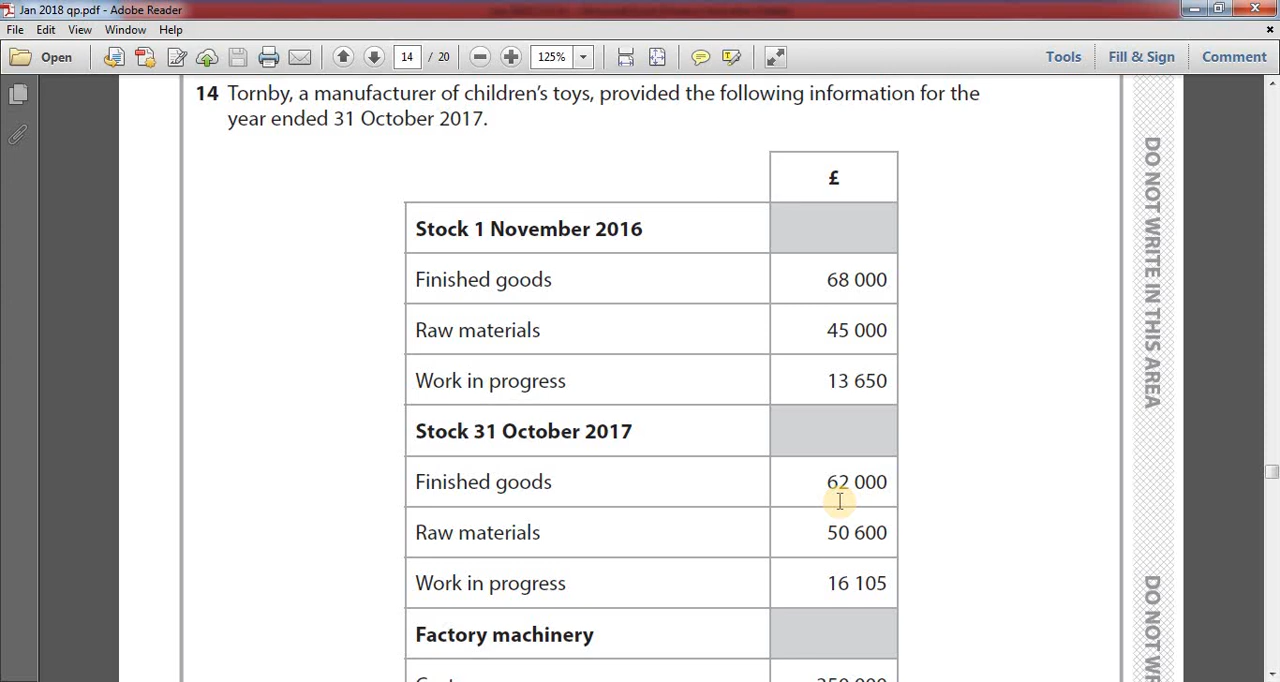 Jan 2018 qp.pdf - Adobe Reader
File Edit View Window Help
Open 14 / 20 125% Tools Fill & Sign Comment
14 Tornby, a manufacturer of children's toys, provided the following information for the
year ended 31 October 2017.
£
Stock 1 November 2016
Finished goods 68 000
Raw materials 45 000
Work in progress 13 650
Stock 31 October 2017
Finished goods 62 000
Raw materials 50 600
Work in progress 16 105
Factory machinery
DO NOT WRITE IN THIS AREA
DO NOT WR